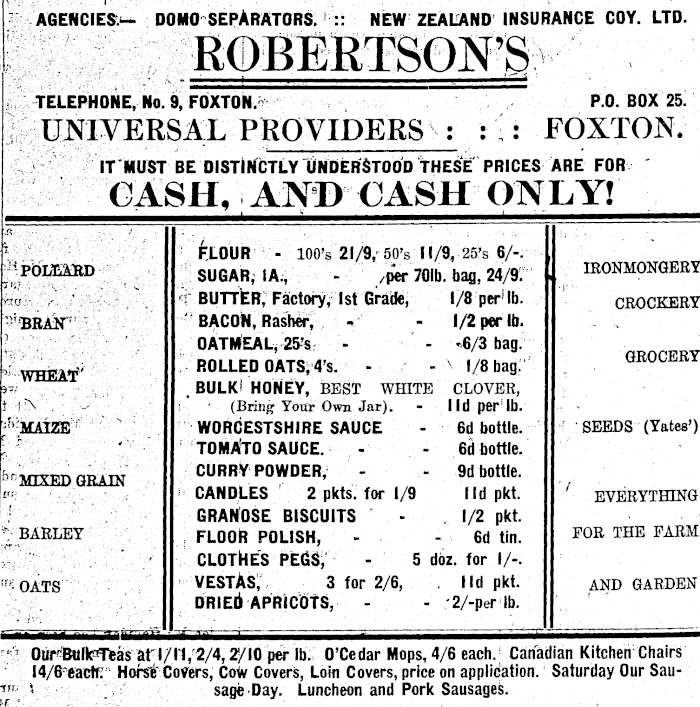 AGENCIES.— DOMO SEPARATORS. :: NEW ZEALAND INSURANCE COY. LTD.
ROBERTSON'S
TELEPHONE, No. 9, FOXTON. P.O. BOX 25.
UNIVERSAL PROVIDERS : : : FOXTON.
IT MUST BE DISTINCTLY UNDERSTOOD THESE PRICES ARE FOR
CASH, AND CASH ONLY!
POLLARD
BRAN
WHEAT
MAIZE
MIXED GRAIN
BARLEY
OATS
FLOUR - 100's 21/9, 50's 11/9, 25's 6/-.
SUGAR, 1A., - per 70lb. bag, 24/9.
BUTTER, Factory, 1st Grade, 1/8 per lb.
BACON, Rasher, - - 1/2 per lb.
OATMEAL, 25's - - 6/3 bag.
ROLLED OATS, 4's. - - 1/8 bag.
BULK HONEY, BEST WHITE CLOVER,
(Bring Your Own Jar). - 11d per lb.
WORCESTSHIRE SAUCE - 6d bottle.
TOMATO SAUCE. - - 6d bottle.
CURRY POWDER, - - 9d bottle.
CANDLES 2 pkts. for 1/9 11d pkt.
GRANOSE BISCUITS - 1/2 pkt.
FLOOR POLISH, - - 6d tin.
CLOTHES PEGS, - 5 doz. for 1/-.
VESTAS, 3 for 2/6, 11d pkt.
DRIED APRICOTS, - - 2/- per lb.
IRONMONGERY
CROCKERY
GROCERY
SEEDS (Yates')
EVERYTHING
FOR THE FARM
AND GARDEN
Our Bulk Teas at 1/11, 2/4, 2/10 per lb. O'Cedar Mops, 4/6 each. Canadian Kitchen Chairs
14/6 each. Horse Covers, Cow Covers, Loin Covers, price on application. Saturday Our Sau-
sage Day. Luncheon and Pork Sausages.